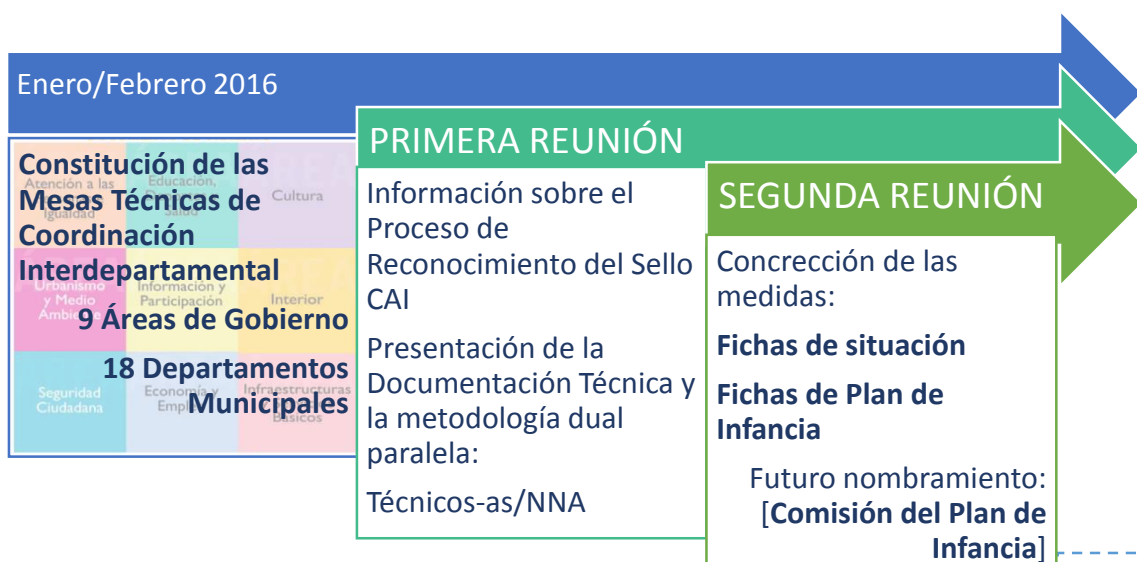 Enero/Febrero 2016
Constitución de las
Mesas Técnicas de
Coordinación
Interdepartamental
9 Áreas de Gobierno
18 Departamentos
Municipales
Atención a las
Igualdad
Educación,
Salud
Cultura
Urbanismo
y Medio
Ambiente
Información y
Participación
Interior
Seguridad
Ciudadana
Economía y
Infraestructuras
Básicos
PRIMERA REUNIÓN
Información sobre el
Proceso de
Reconocimiento del Sello
CAI
Presentación de la
Documentación Técnica y
la metodología dual
paralela:
Técnicos-as/NNA
SEGUNDA REUNIÓN
Concrección de las
medidas:
Fichas de situación
Fichas de Plan de
Infancia
Futuro nombramiento:
[Comisión del Plan de
Infancia]